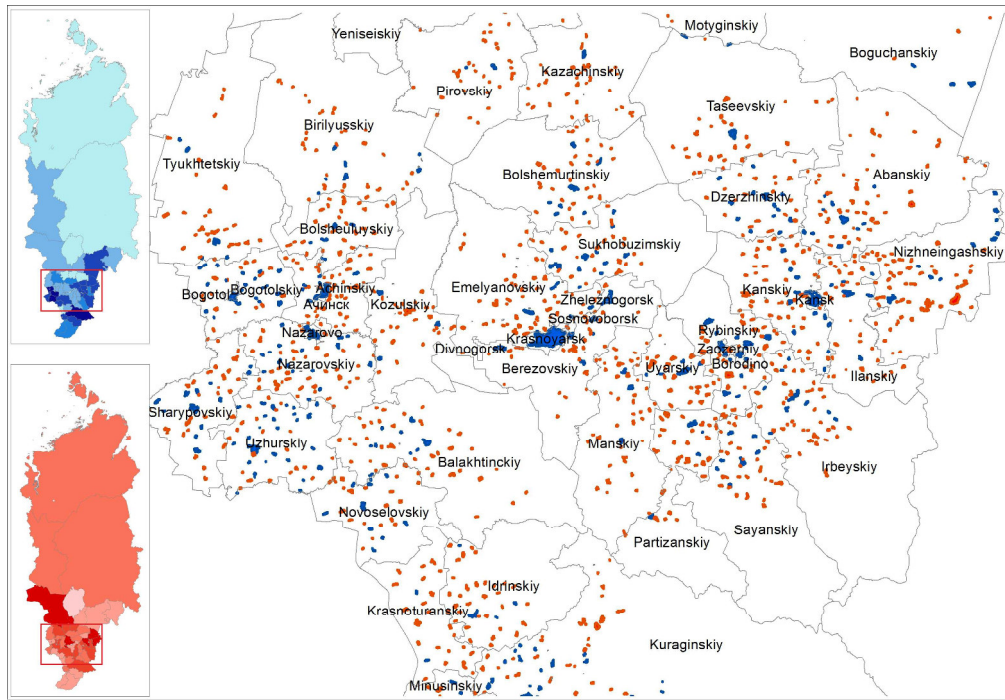 Yeniseiskiy
Motyginskiy
Boguchanskiy
Kazachinskiy
Pirovskiy
Taseevskiy
Birilyusskiy
Tyukhtetskiy
Bolshemurtinskiy
Abanskiy
Dzerzhinskiy
Bolsheuluyskiy
Sukhobuzimskiy
Nizhneingashskiy
Bogotol
Bogotolskiy
Achinskiy
Ачинск
Kozulskiy
Emelyanovskiy
Zheleznogorsk
Kanskiy
Kansk
Sosnovoborsk
Nazarovo
Krasnoyarsk
Rybinskiy
Divnogorsk
Zaozerniy
Nazarovskiy
Berezovskiy
Uyarskiy
Borodino
Ilanskiy
Sharypovskiy
Uzhurskiy
Manskiy
Balakhtinckiy
Irbeyskiy
Novoselovskiy
Sayanskiy
Partizanskiy
Idrinskiy
Krasnoturanskiy
Kuraginskiy
Minusinskiy